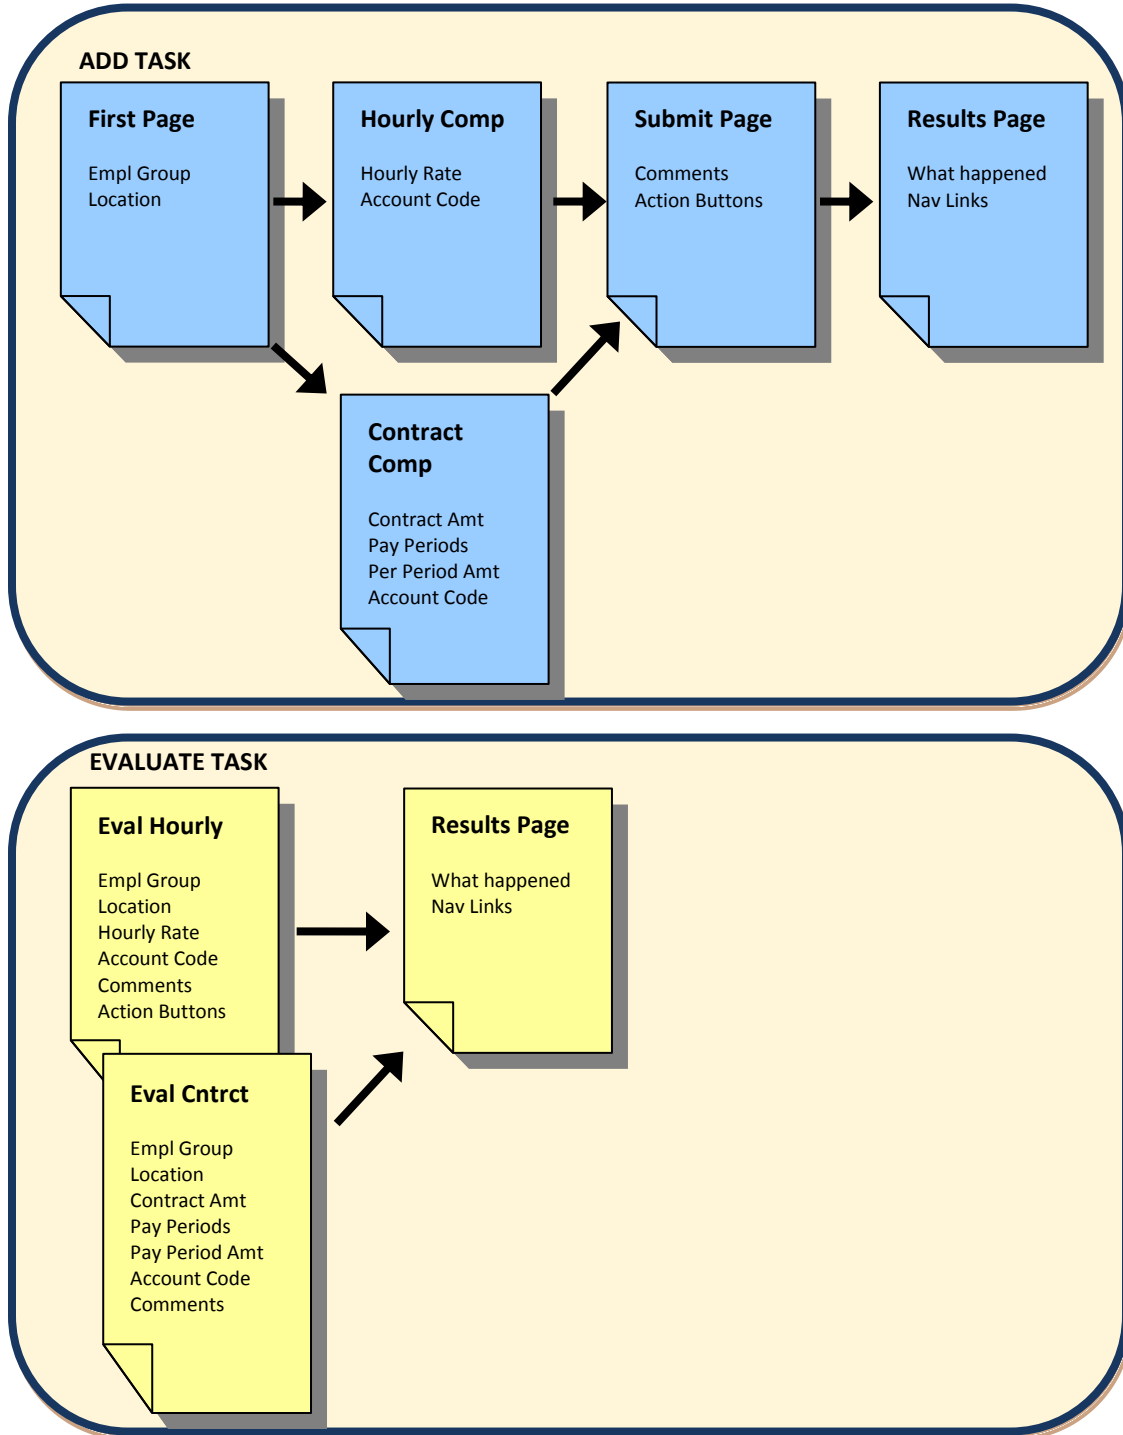 ADD TASK
First Page
Empl Group
Location
Hourly Comp
Hourly Rate
Account Code
Submit Page
Comments
Action Buttons
Results Page
What happened
Nav Links
Contract
Comp
Contract Amt
Pay Periods
Per Period Amt
Account Code
EVALUATE TASK
Eval Hourly
Empl Group
Location
Hourly Rate
Account Code
Comments
Action Buttons
Results Page
What happened
Nav Links
Eval Cntrct
Empl Group
Location
Contract Amt
Pay Periods
Pay Period Amt
Account Code
Comments